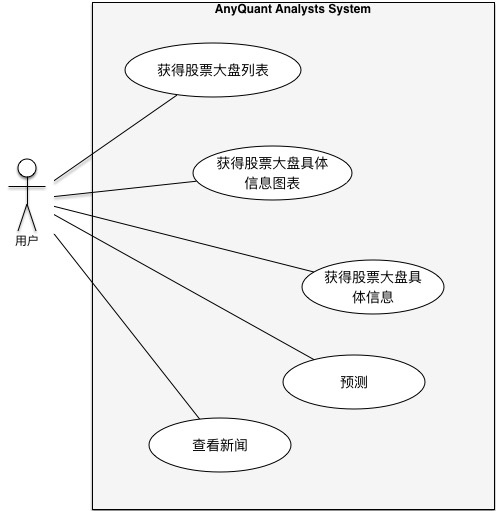 AnyQuant Analysts System
获得股票大盘列表
获得股票大盘具体
信息图表
用户
获得股票大盘具
体信息
预测
查看新闻